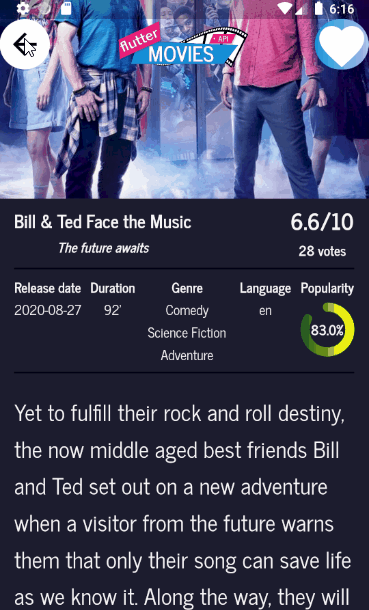 6:16
flutter
API
MOVIES
Bill & Ted Face the Music
6.6/10
The future awaits
28 votes
Release date Duration Genre Language Popularity
2020-08-27 92' Comedy en
Science Fiction
83.0%
Adventure
Yet to fulfill their rock and roll destiny,
the now middle aged best friends Bill
and Ted set out on a new adventure
when a visitor from the future warns
them that only their song can save life
as we know it. Along the way, they will